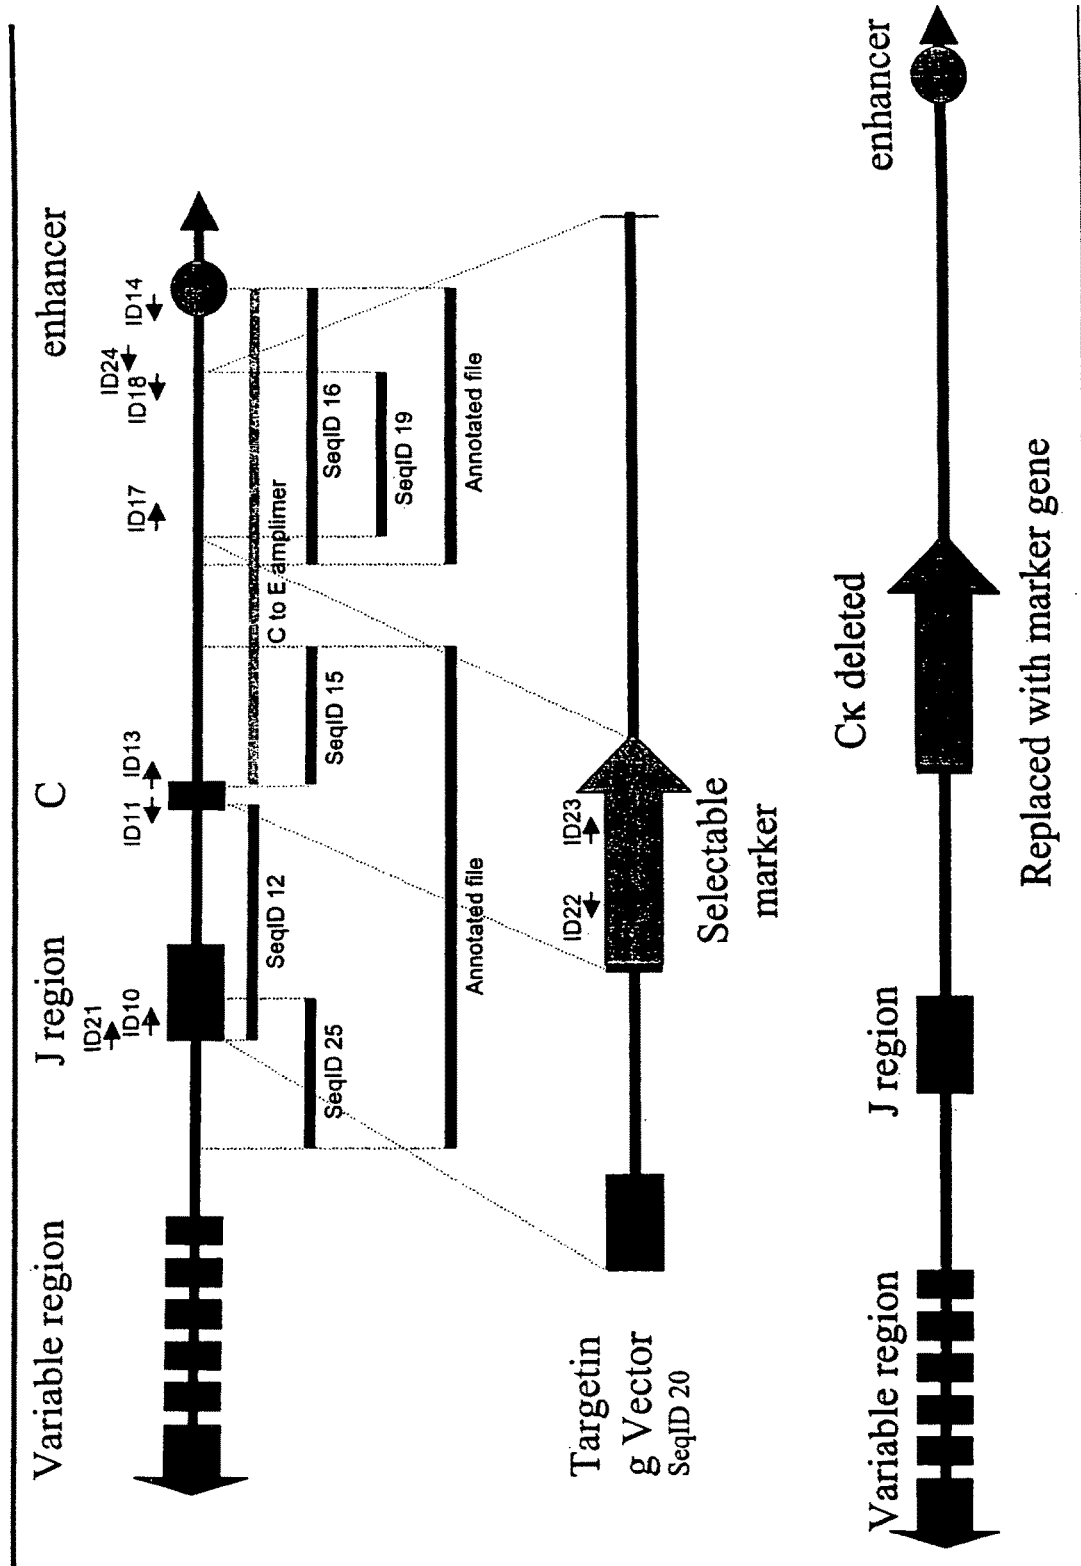 Variable region
J region
C
enhancer
ID21
ID10
ID11
ID13
ID17
ID18
ID24
ID14
SeqID 12
C to E amplimer
SeqID 25
SeqID 15
SeqID 16
SeqID 19
Annotated file
Annotated file
Targetin
g Vector
SeqID 20
ID22
ID23
Selectable
marker
Variable region
J region
Cκ deleted
enhancer
Replaced with marker gene